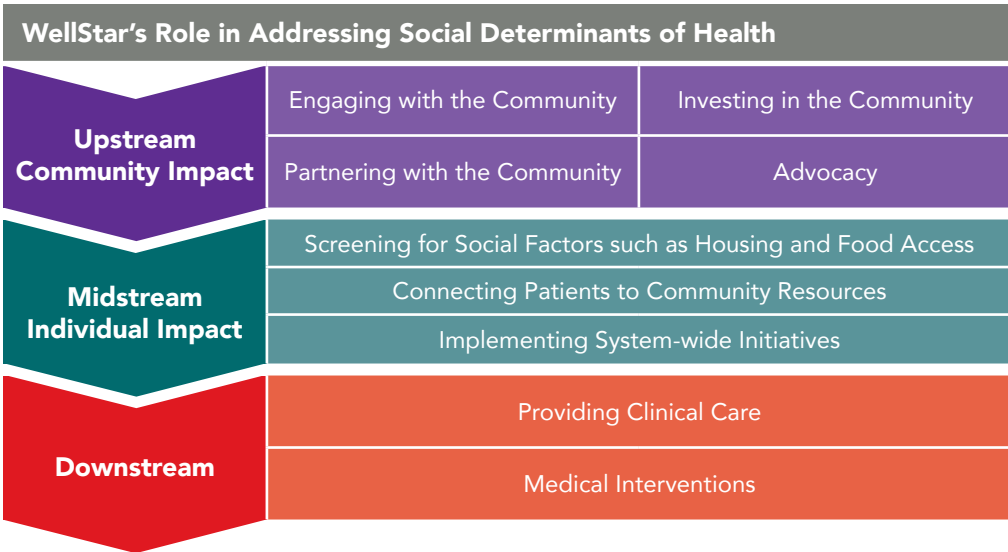 WellStar’s Role in Addressing Social Determinants of Health
Upstream
Community Impact
Engaging with the Community
Investing in the Community
Partnering with the Community
Advocacy
Midstream
Individual Impact
Screening for Social Factors such as Housing and Food Access
Connecting Patients to Community Resources
Implementing System-wide Initiatives
Downstream
Providing Clinical Care
Medical Interventions